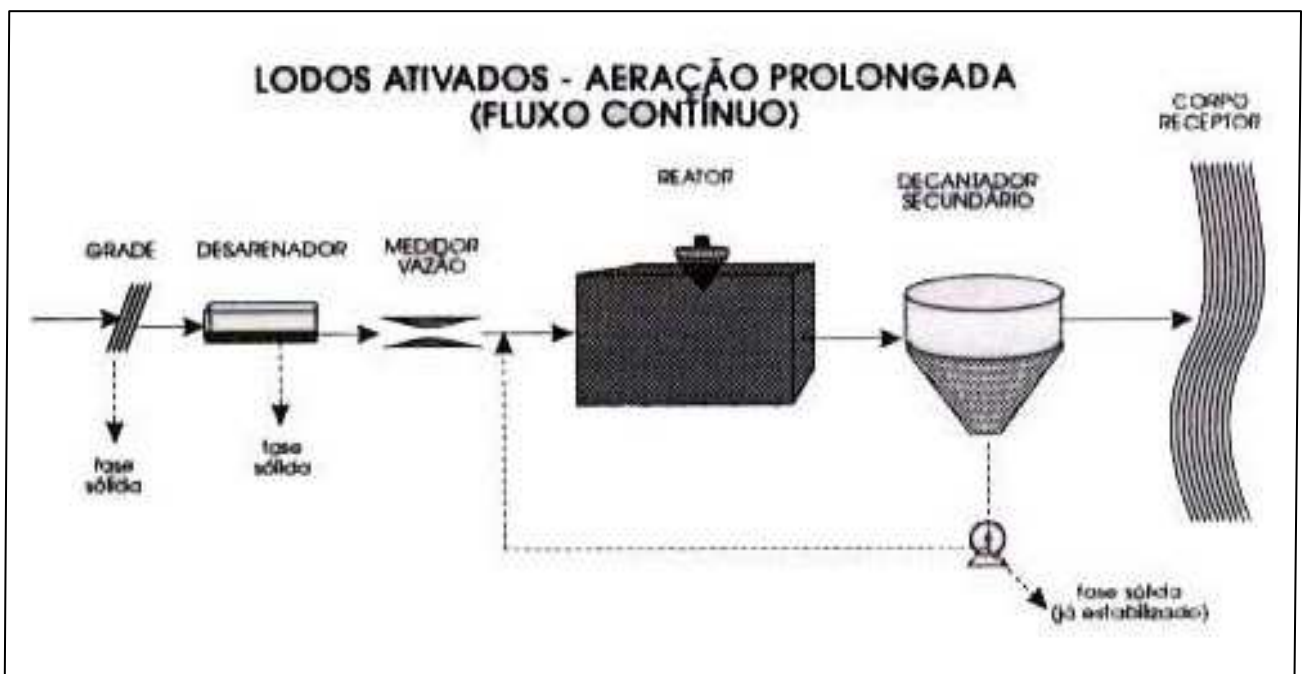 LODOS ATIVADOS - AERAÇÃO PROLONGADA
(FLUXO CONTÍNUO)
CORPO
RECEPTOR
REATOR
DECANTADOR
SECUNDÁRIO
GRADE
DESARENADOR
MEDIDOR
VAZÃO
fase
sólida
fase
sólida
fase sólida
(já estabilizado)